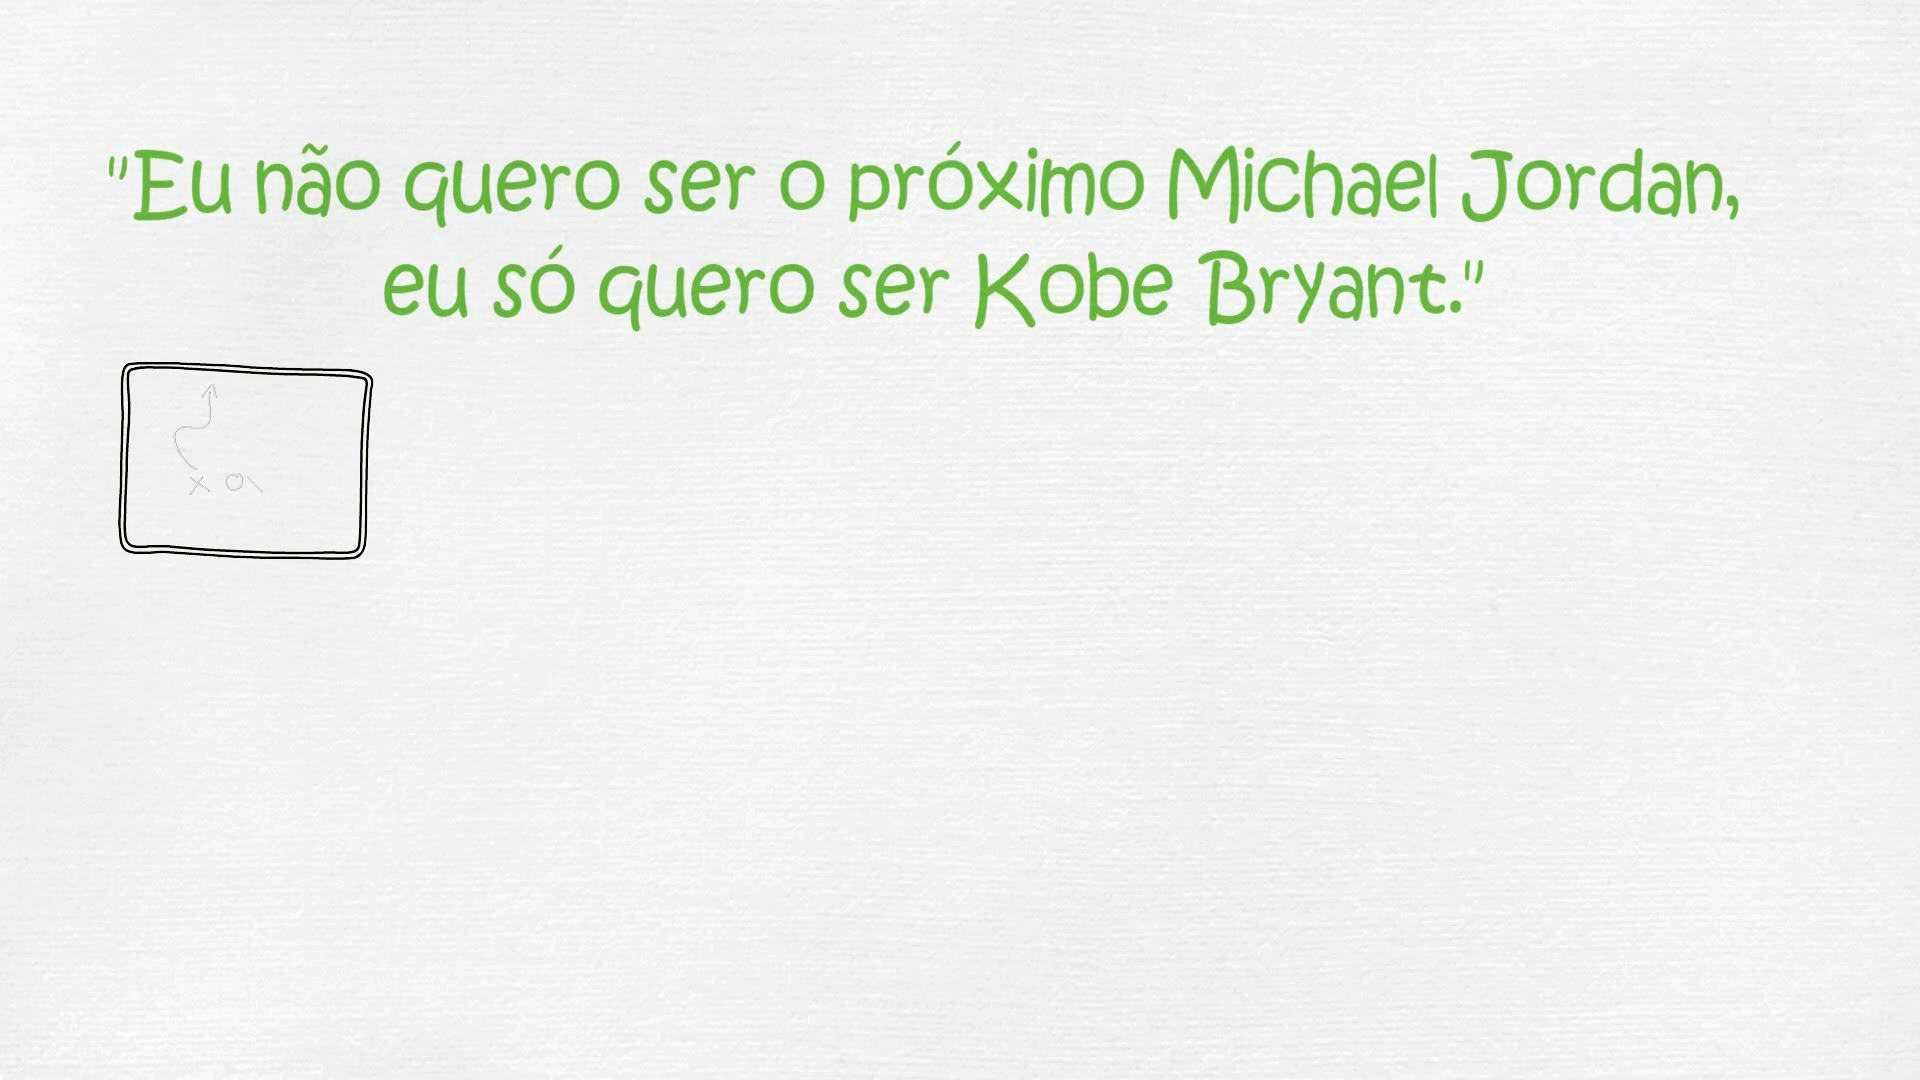 "Eu não quero ser o próximo Michael Jordan,
eu só quero ser Kobe Bryant."
X O